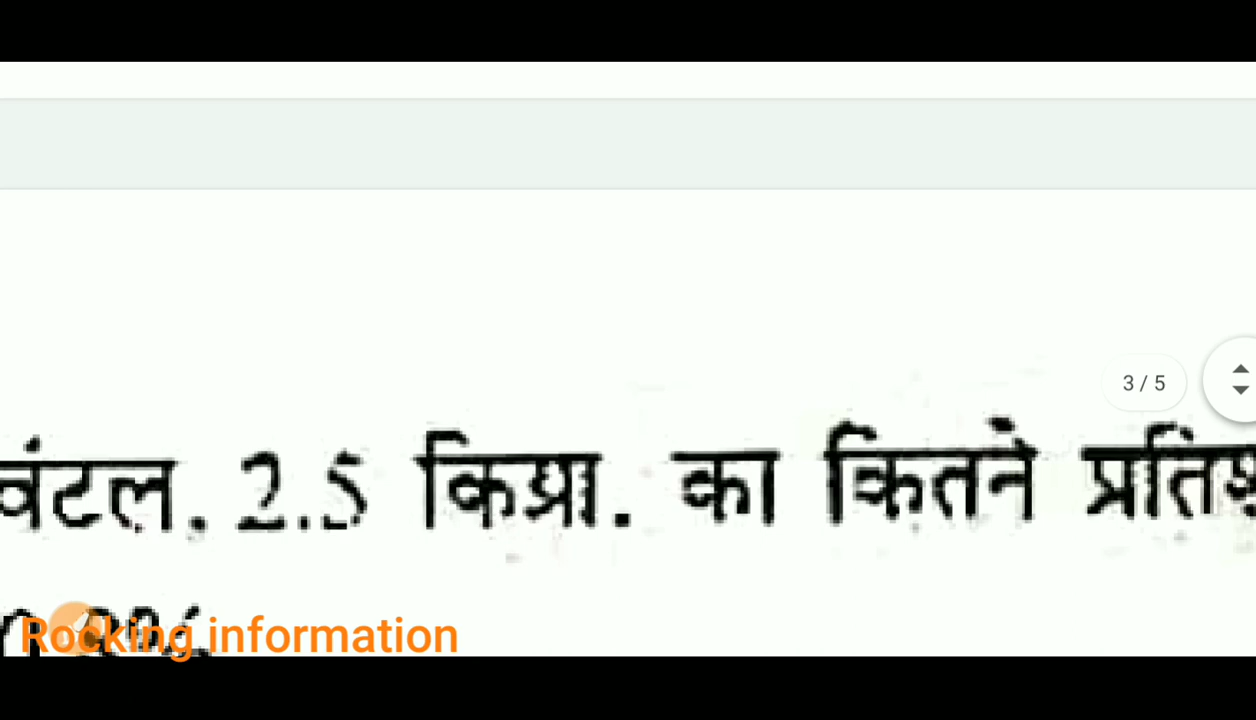 3 / 5
वंटल. 2.5 किग्रा. का कितने प्रतिश
Rocking information